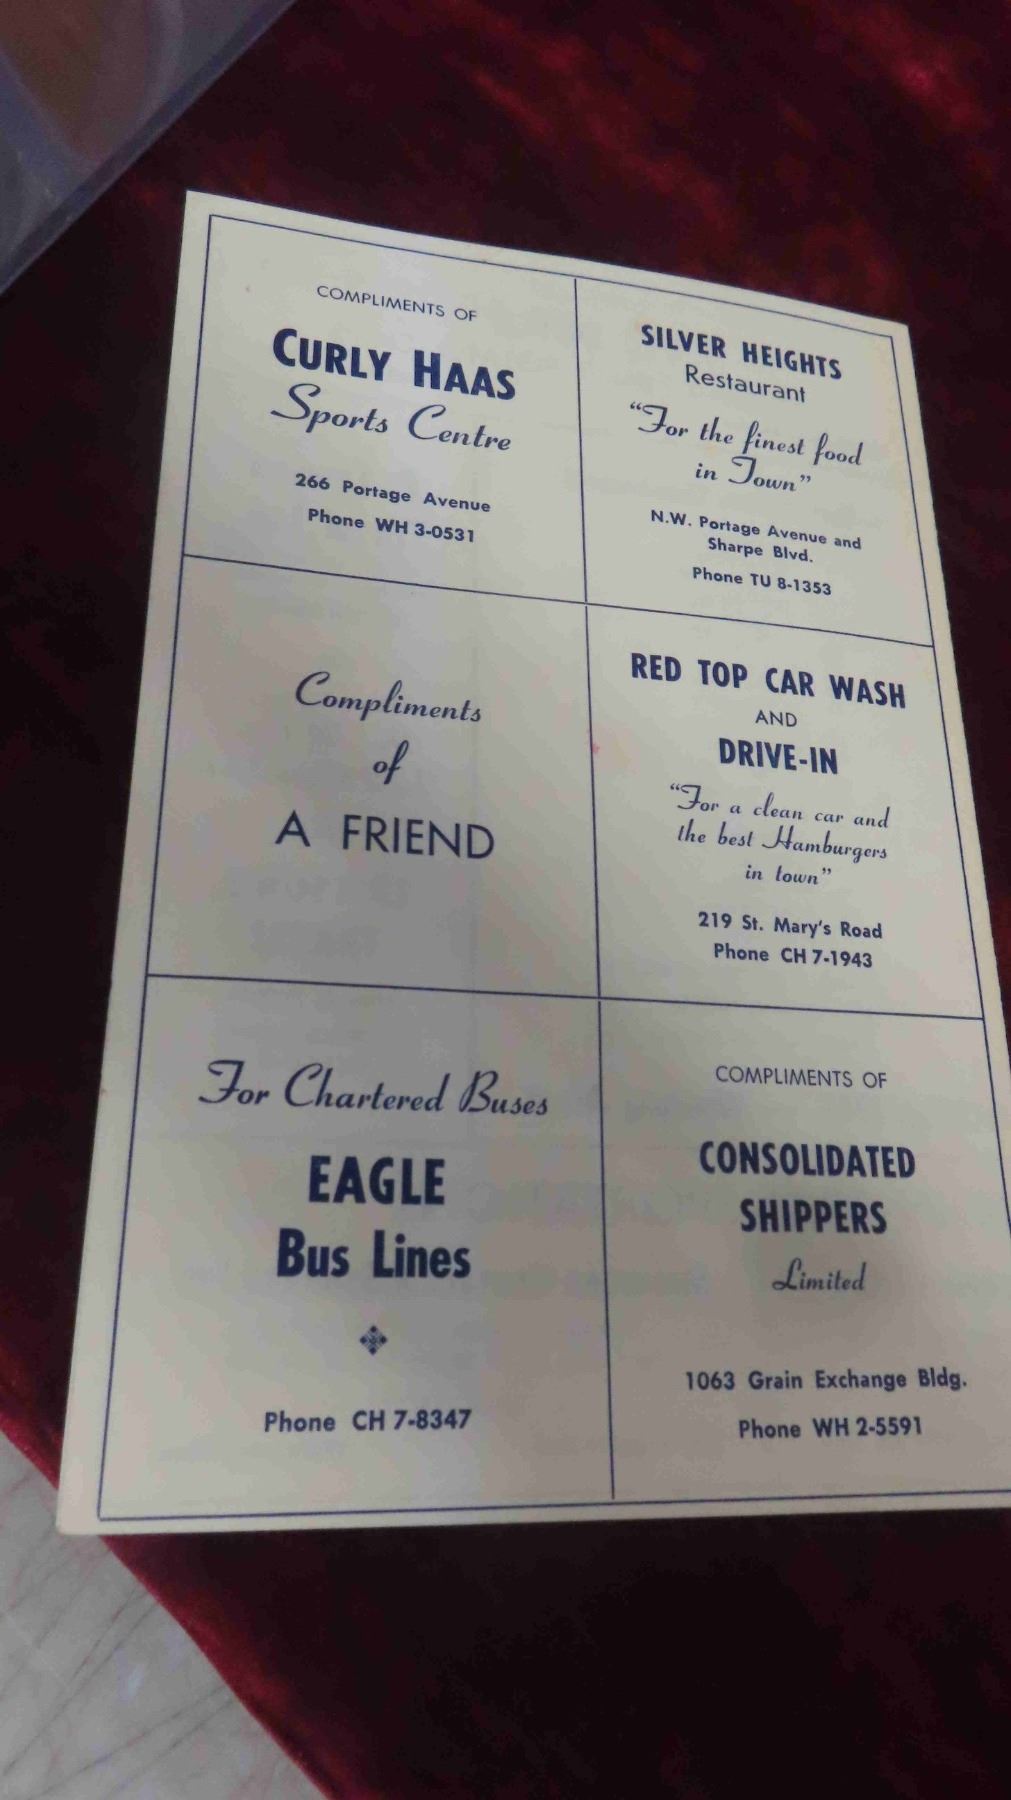 COMPLIMENTS OF
CURLY HAAS
Sports Centre
266 Portage Avenue
Phone WH 3-0531
SILVER HEIGHTS
Restaurant
"For the finest food
in Town"
N.W. Portage Avenue and
Sharpe Blvd.
Phone TU 8-1353
Compliments
of
A FRIEND
RED TOP CAR WASH
AND
DRIVE-IN
"For a clean car and
the best Hamburgers
in town"
219 St. Mary's Road
Phone CH 7-1943
For Chartered Buses
EAGLE
Bus Lines
Phone CH 7-8347
COMPLIMENTS OF
CONSOLIDATED
SHIPPERS
Limited
1063 Grain Exchange Bldg.
Phone WH 2-5591